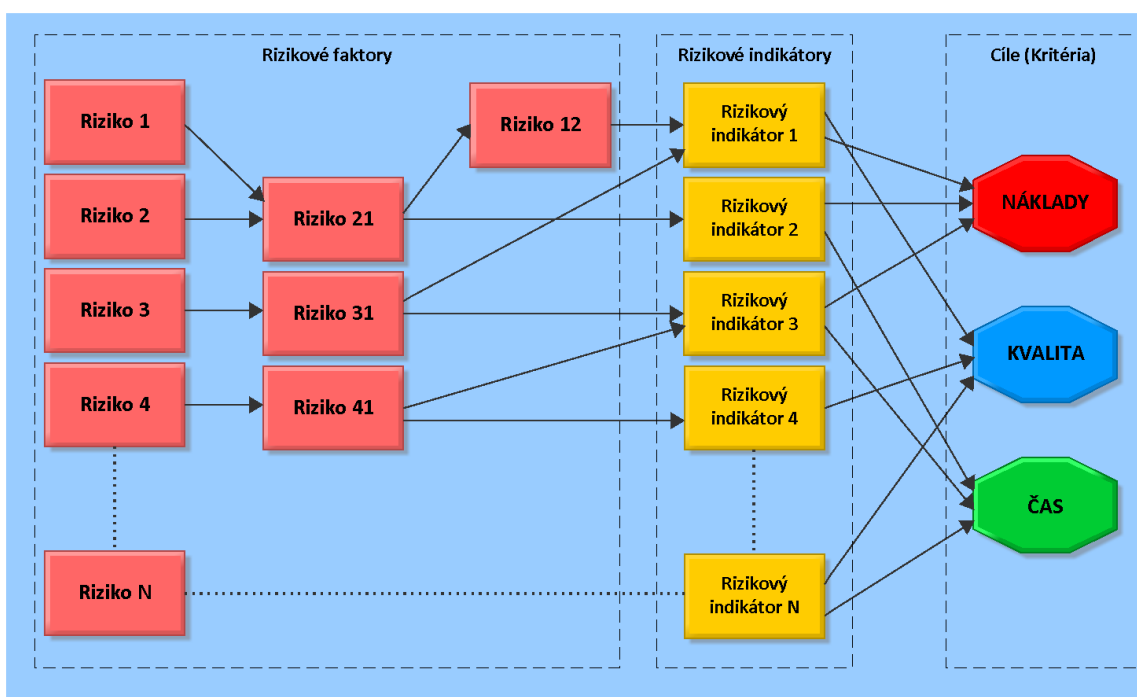 Rizikové faktory
Rizikové indikátory
Cíle (Kritéria)
Riziko 1
Riziko 2
Riziko 3
Riziko 4
Riziko N
Riziko 21
Riziko 31
Riziko 41
Riziko 12
Rizikový
indikátor 1
Rizikový
indikátor 2
Rizikový
indikátor 3
Rizikový
indikátor 4
Rizikový
indikátor N
NÁKLADY
KVALITA
ČAS